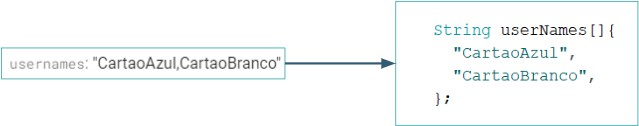 usernames: "CartaoAzul,CartaoBranco"
String userNames[]{
"CartaoAzul",
"CartaoBranco",
};